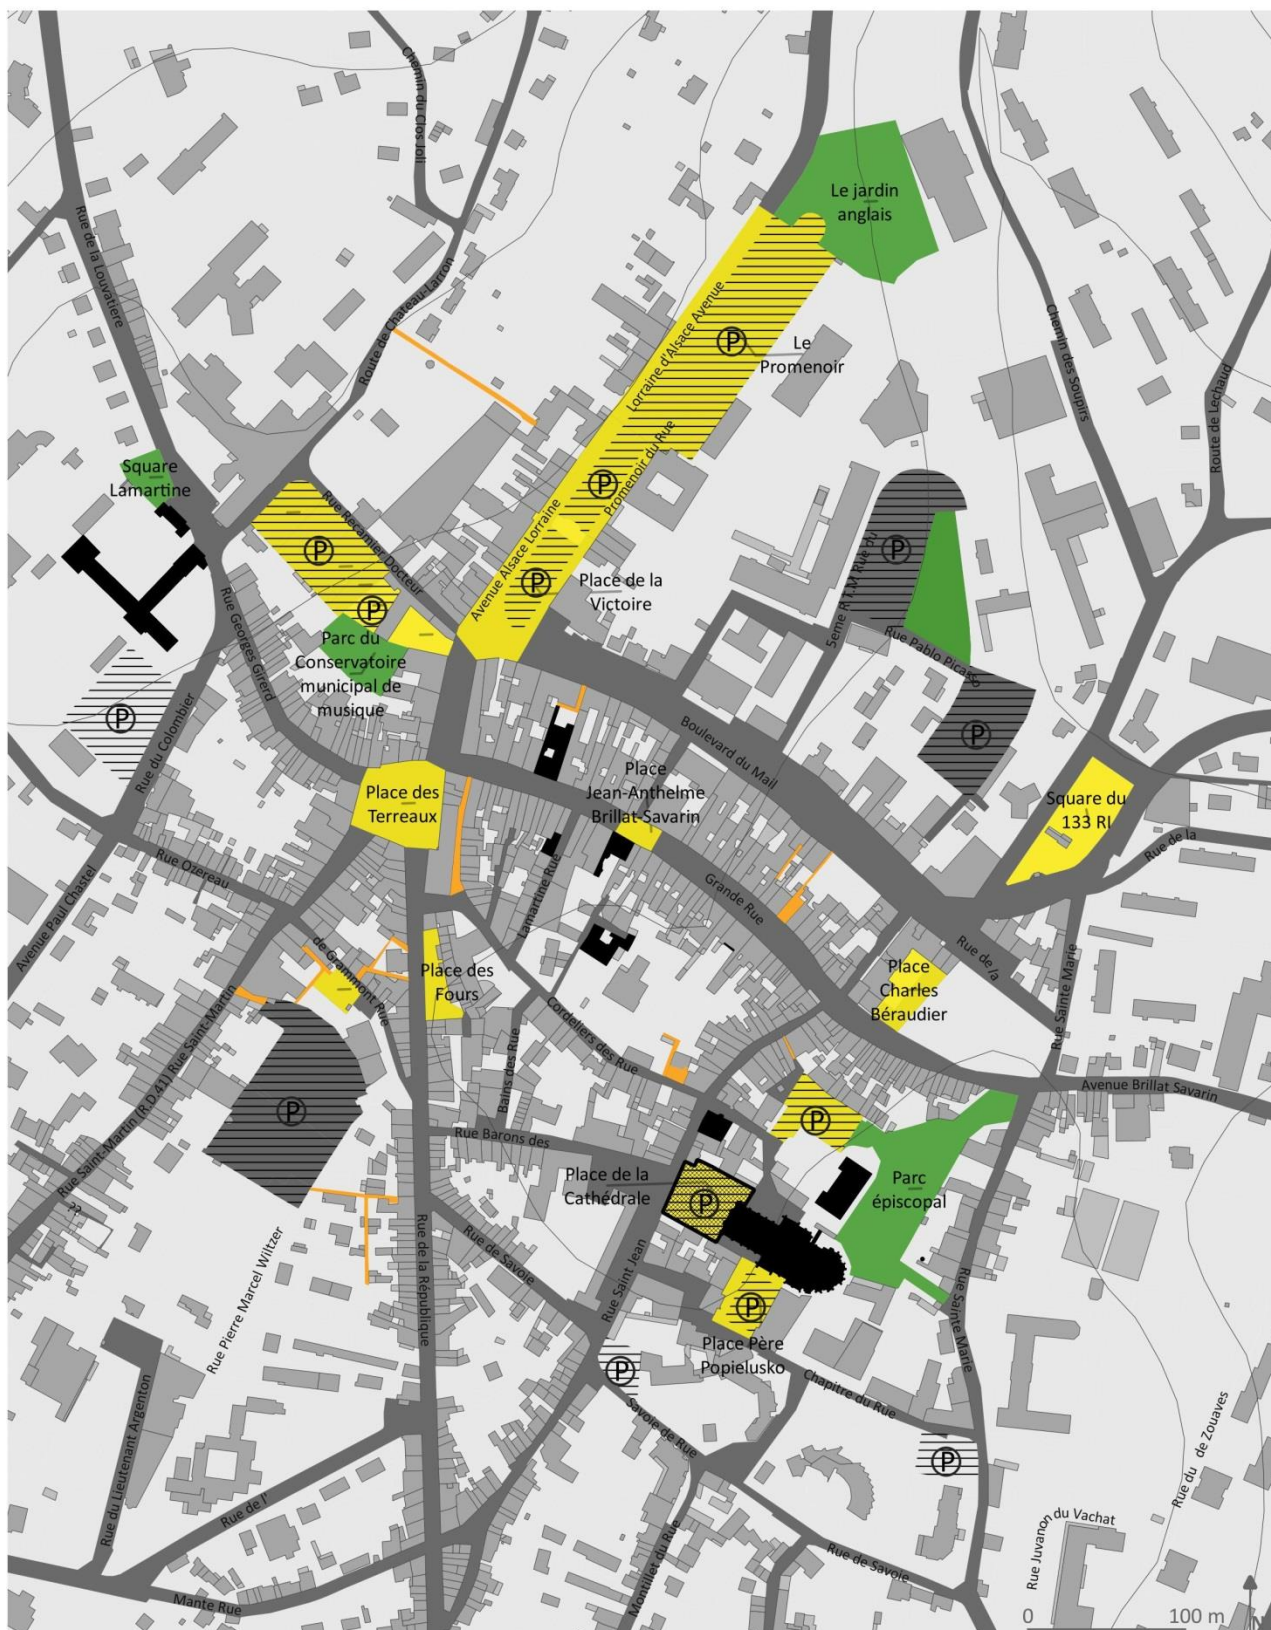 Chemin du Clos Joli
Rue de la Louvatiere
Le jardin
anglais
Route de Chateau-Larron
Lorraine d'Alsace Avenue
Chemin des Soupirs
P
Le
Promenoir
Route de Lechaud
Square
Lamartine
Rue Recamier Docteur
Promenoir du Rue
P
Avenue Alsace Lorraine
P
P
5eme R.T.M Rue du
P
Place de la
Victoire
P
Rue Georges Girerd
Parc du
Conservatoire
municipal de
musique
Rue Pablo Picasso
P
Rue du Colombier
Boulevard du Mail
P
Place
Jean-Anthelme
Brillat-Savarin
Place des
Terreaux
Square du
133 RI
Rue de la
Rue Ozereau
Lamartine Rue
Grande Rue
Avenue Paul Chastel
de Grammont Rue
Rue de la
Place des
Fours
Place
Charles
Béraudier
Rue Sainte Marie
Rue Saint-Martin (R.D.41) Rue Saint-Martin
Cordeliers des Rue
Bains des Rue
Avenue Brillat Savarin
P
P
Rue Barons des
Place de la
Cathédrale
P
Parc
épiscopal
??
Rue Pierre Marcel Wiltzer
Rue de la République
Rue de Savoie
Rue Saint Jean
Rue Sainte Marie
P
Place Père
Popielusko
P
Chapitre du Rue
Savoie de Rue
Rue du Lieutenant Argenton
P
Rue du de Zouaves
Rue de l'
Rue Juvanon du Vachat
Rue de Savoie
Montillet du Rue
Mante Rue
0 100 m
N